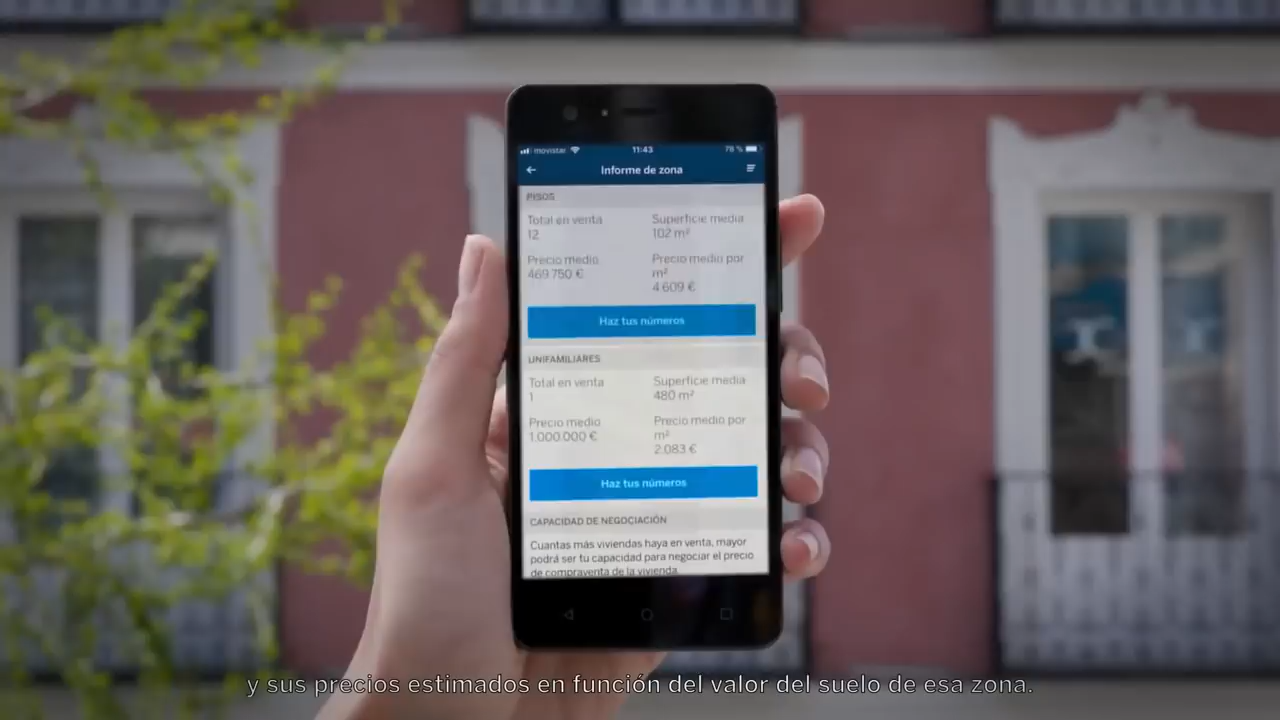 movistar 11:43 78 %
Informe de zona
PISOS
Total en venta Superficie media
12 102 m²
Precio medio Precio medio por
469 750 € m²
4 609 €
Haz tus números
UNIFAMILIARES
Total en venta Superficie media
1 480 m²
Precio medio Precio medio por
1.000.000 € m²
2.083 €
Haz tus números
CAPACIDAD DE NEGOCIACIÓN
Cuantas más viviendas haya en venta, mayor
podrá ser tu capacidad para negociar el precio
de compraventa de la vivienda
y sus precios estimados en función del valor del suelo de esa zona.